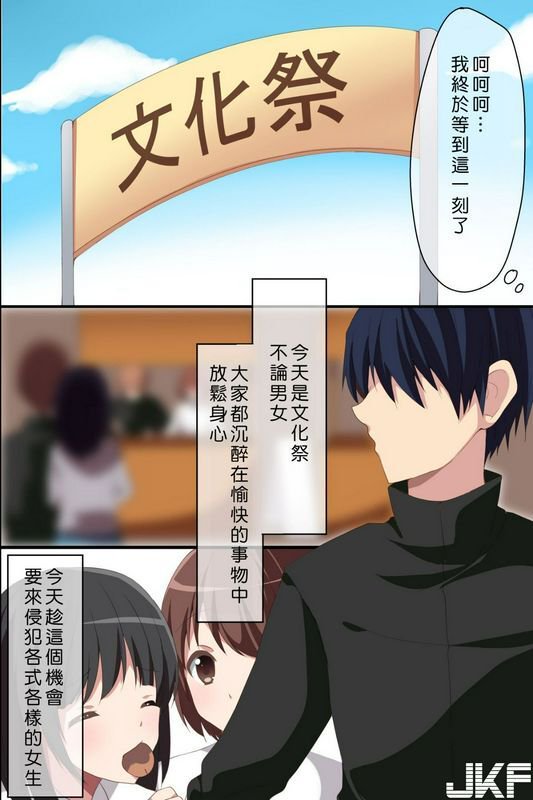 文化祭
呵呵呵…
我終於等到這一刻了
今天是文化祭
不論男女
大家都沉醉在愉快的事物中
放鬆身心
今天趁這個機會
要來侵犯各式各樣的女生
JKF